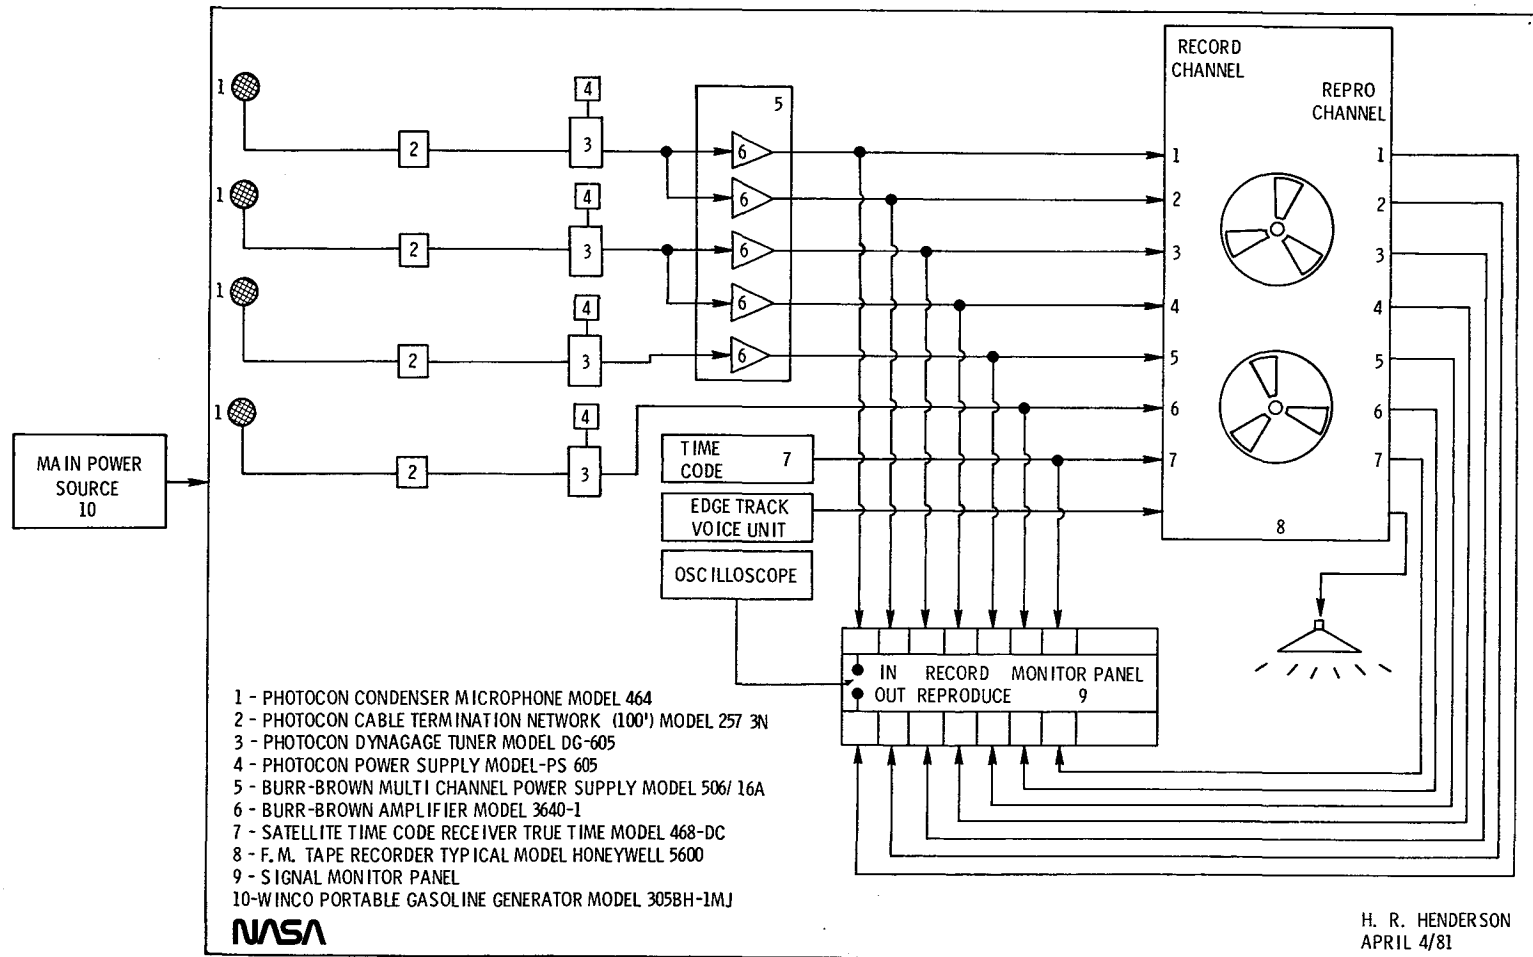 RECORD
CHANNEL
REPRO
CHANNEL
1
4
5
2
3
6
1
1
1
4
2
3
6
2
2
1
4
2
3
6
3
3
1
4
2
3
6
4
4
6
5
5
1
4
2
3
6
6
MAIN POWER
SOURCE
10
TIME
CODE
7
7
7
EDGE TRACK
VOICE UNIT
8
OSCILLOSCOPE
IN RECORD MONITOR PANEL
OUT REPRODUCE 9
1 - PHOTOCON CONDENSER MICROPHONE MODEL 464
2 - PHOTOCON CABLE TERMINATION NETWORK (100') MODEL 257 3N
3 - PHOTOCON DYNAGAGE TUNER MODEL DG-605
4 - PHOTOCON POWER SUPPLY MODEL-PS 605
5 - BURR-BROWN MULTI CHANNEL POWER SUPPLY MODEL 506/16A
6 - BURR-BROWN AMPLIFIER MODEL 3640-1
7 - SATELLITE TIME CODE RECEIVER TRUE TIME MODEL 468-DC
8 - F.M. TAPE RECORDER TYPICAL MODEL HONEYWELL 5600
9 - SIGNAL MONITOR PANEL
10-WINCO PORTABLE GASOLINE GENERATOR MODEL 305BH-1MJ
NASA
H. R. HENDERSON
APRIL 4/81